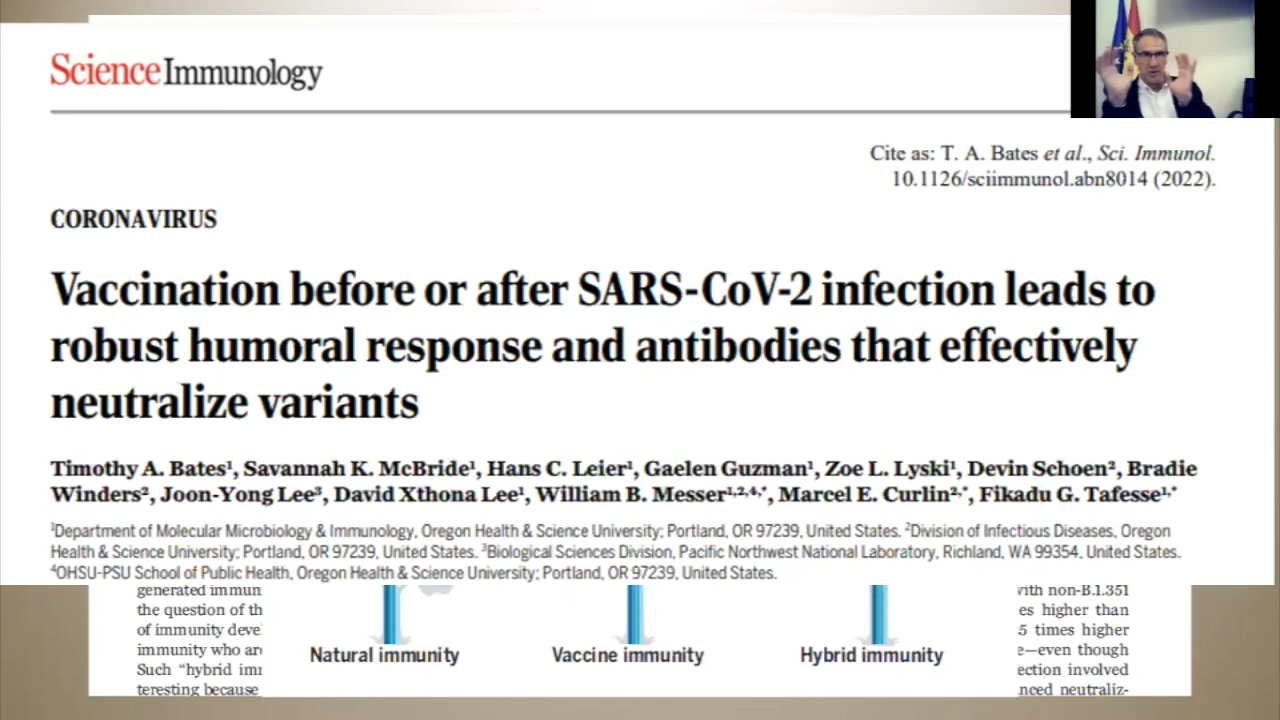 Science Immunology
Cite as: T. A. Bates et al., Sci. Immunol.
10.1126/sciimmunol.abn8014 (2022).
CORONAVIRUS
Vaccination before or after SARS-CoV-2 infection leads to
robust humoral response and antibodies that effectively
neutralize variants
Timothy A. Bates¹, Savannah K. McBride¹, Hans C. Leier¹, Gaelen Guzman¹, Zoe L. Lyski¹, Devin Schoen², Bradie
Winders², Joon-Yong Lee³, David Xthona Lee¹, William B. Messer¹,²,⁴,*, Marcel E. Curlin²,*, Fikadu G. Tafesse¹,*
¹Department of Molecular Microbiology & Immunology, Oregon Health & Science University; Portland, OR 97239, United States. ²Division of Infectious Diseases, Oregon
Health & Science University; Portland, OR 97239, United States. ³Biological Sciences Division, Pacific Northwest National Laboratory, Richland, WA 99354, United States.
⁴OHSU-PSU School of Public Health, Oregon Health & Science University; Portland, OR 97239, United States.
generated immun
the question of th
of immunity deve
immunity who are
Such “hybrid imm
teresting because
Natural immunity
Vaccine immunity
Hybrid immunity
with non-B.1.351
es higher than
5 times higher
e—even though
ection involved
nced neutraliz-